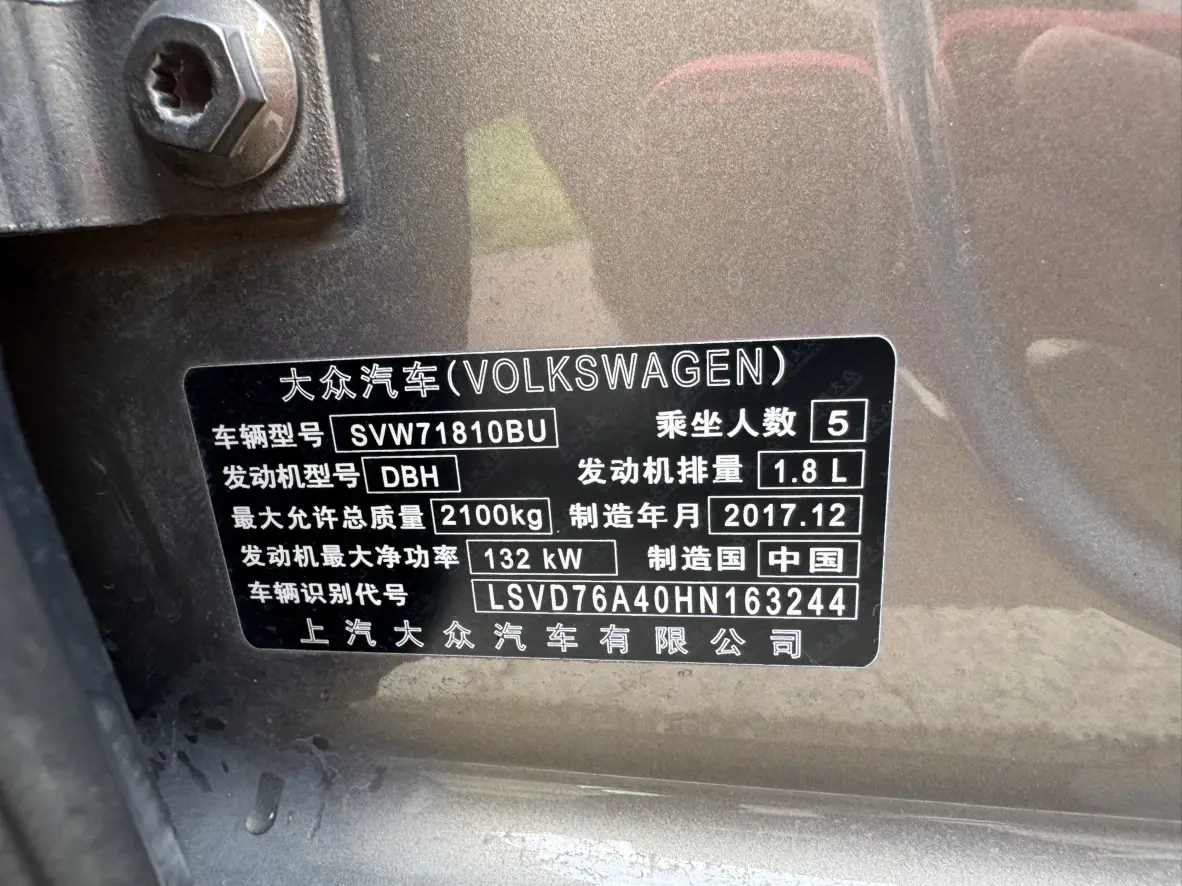 大众汽车(VOLKSWAGEN)
车辆型号 SVW71810BU 乘坐人数 5
发动机型号 DBH 发动机排量 1.8 L
最大允许总质量 2100kg 制造年月 2017.12
发动机最大净功率 132 kW 制造国 中国
车辆识别代号 LSVD76A40HN163244
上汽大众汽车有限公司